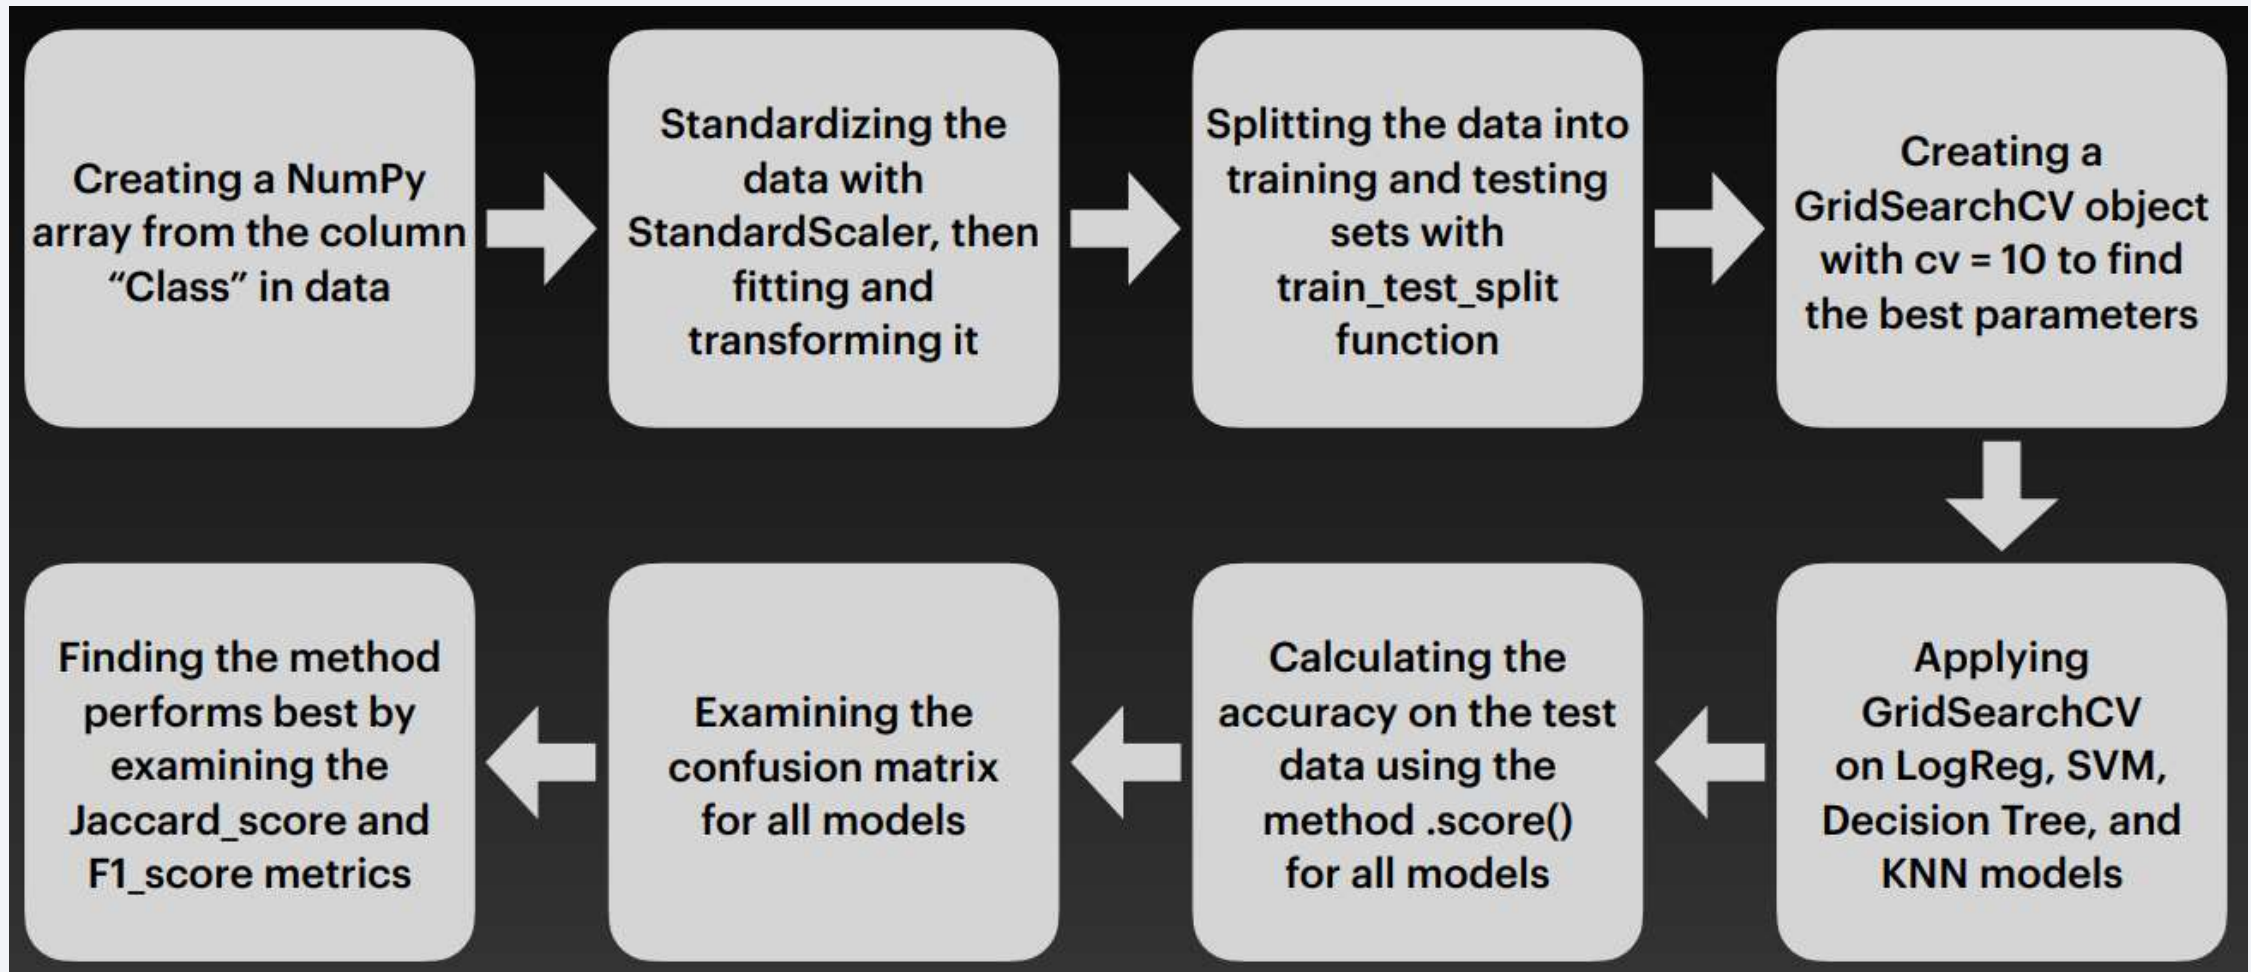 Creating a NumPy
array from the column
“Class” in data
Standardizing the
data with
StandardScaler, then
fitting and
transforming it
Splitting the data into
training and testing
sets with
train_test_split
function
Creating a
GridSearchCV object
with cv = 10 to find
the best parameters
Applying
GridSearchCV
on LogReg, SVM,
Decision Tree, and
KNN models
Calculating the
accuracy on the test
data using the
method .score()
for all models
Examining the
confusion matrix
for all models
Finding the method
performs best by
examining the
Jaccard_score and
F1_score metrics